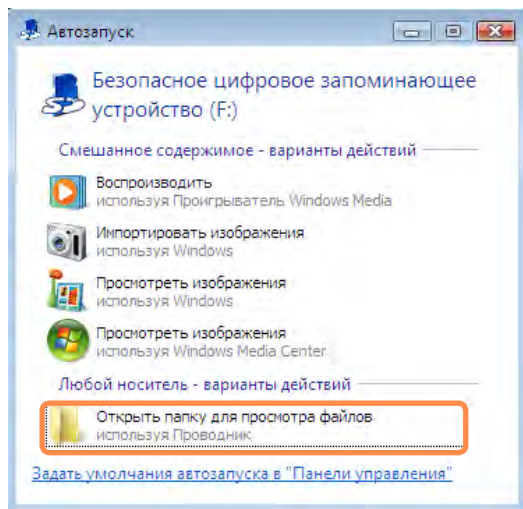 Автозапуск
Безопасное цифровое запоминающее
устройство (F:)
Смешанное содержимое - варианты действий
Воспроизводить
используя Проигрыватель Windows Media
Импортировать изображения
используя Windows
Просмотреть изображения
используя Windows
Просмотреть изображения
используя Windows Media Center
Любой носитель - варианты действий
Открыть папку для просмотра файлов
используя Проводник
Задать умолчания автозапуска в "Панели управления"